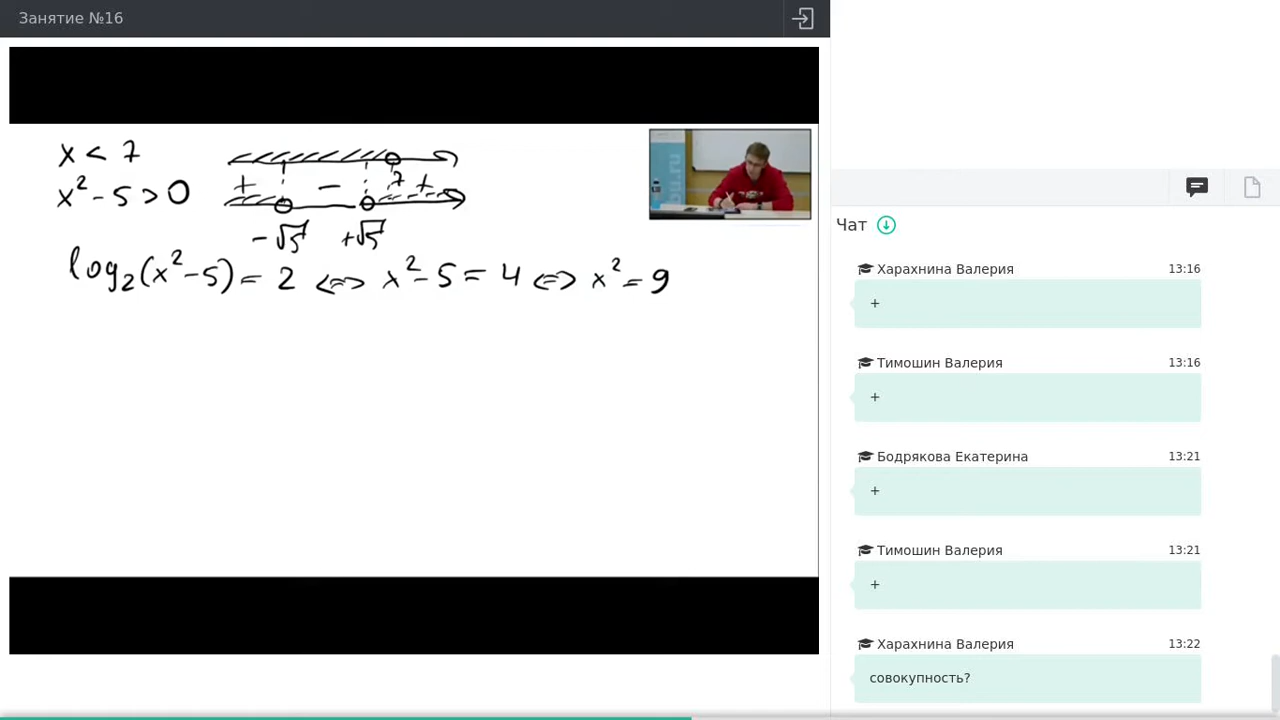 Занятие №16
x < 7
x² - 5 > 0
+ - 7 +
-√5 +√5
log₂(x² - 5) = 2 <=> x² - 5 = 4 <=> x² = 9
Чат
Харахнина Валерия 13:16
+
Тимошин Валерия 13:16
+
Бодрякова Екатерина 13:21
+
Тимошин Валерия 13:21
+
Харахнина Валерия 13:22
совокупность?